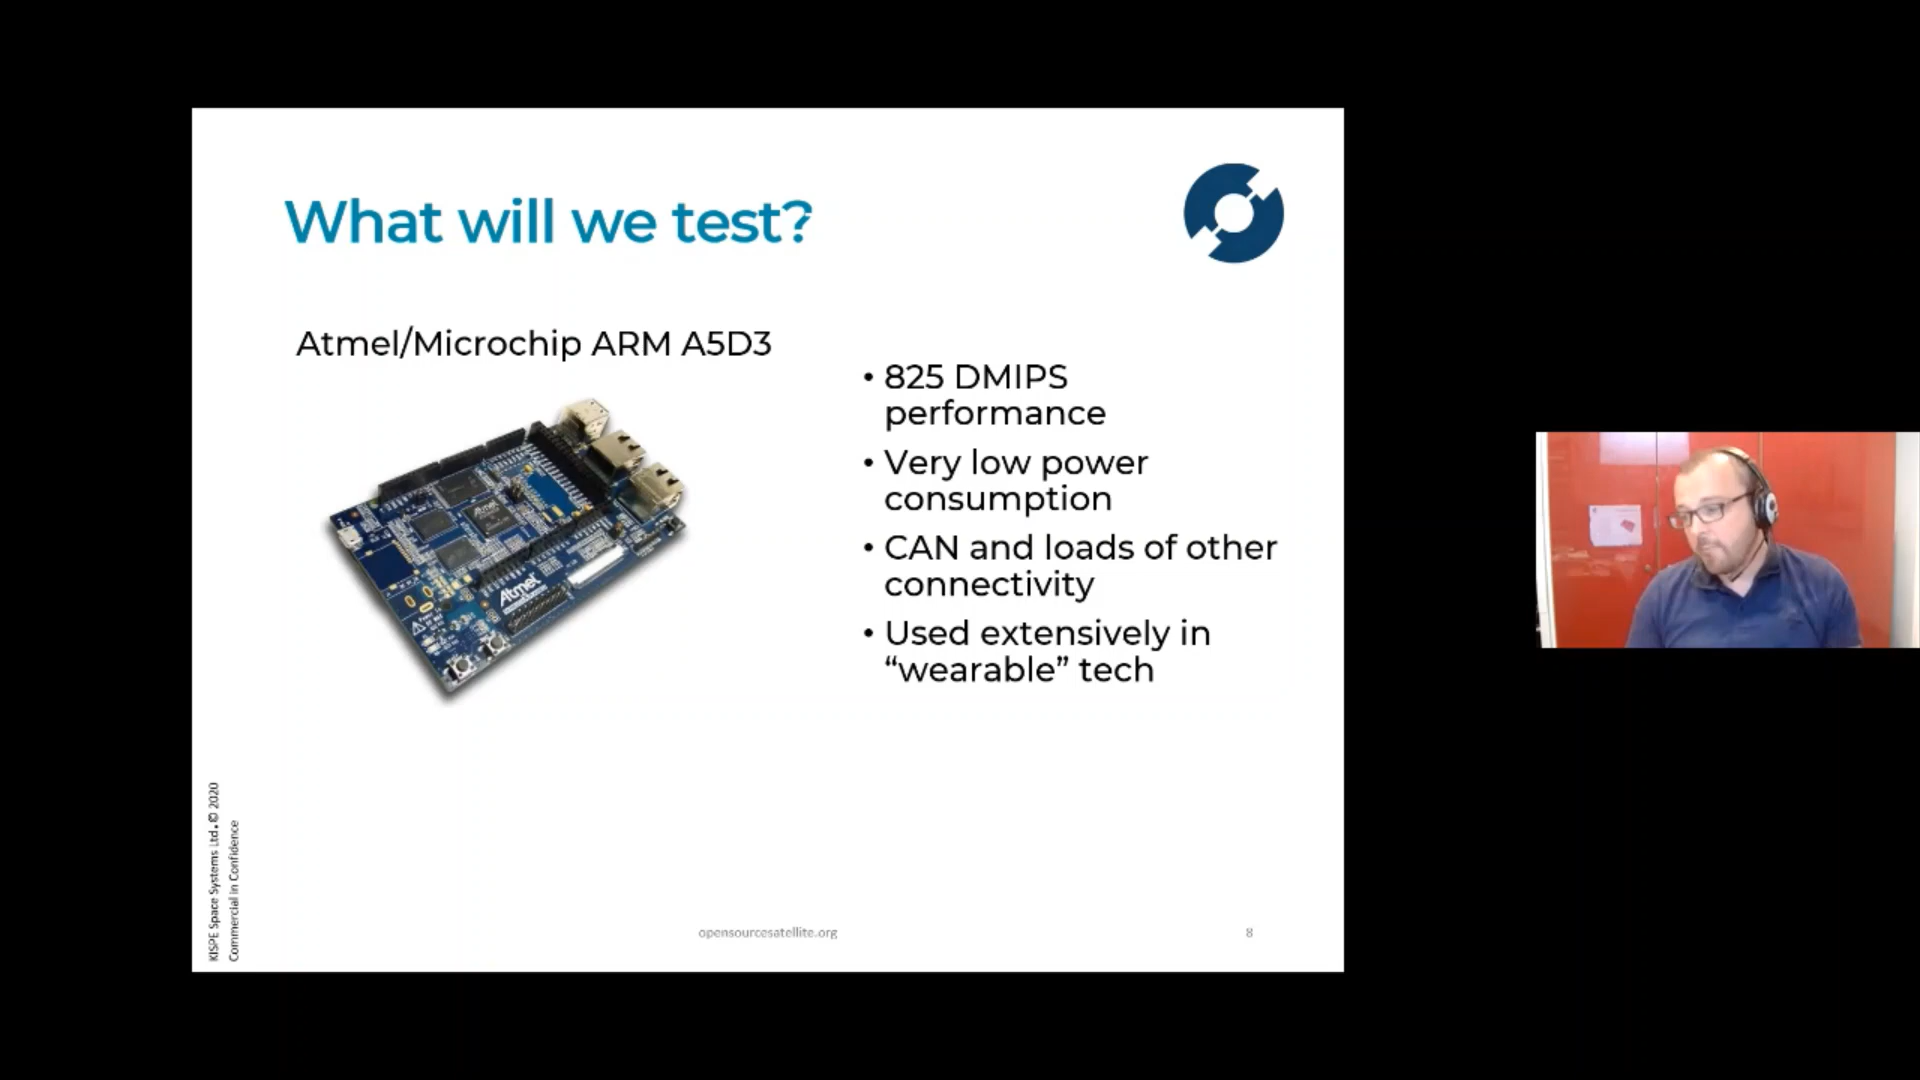 What will we test?
Atmel/Microchip ARM A5D3
• 825 DMIPS
performance
• Very low power
consumption
• CAN and loads of other
connectivity
• Used extensively in
“wearable” tech
Atmel
KISPE Space Systems Ltd. © 2020
Commercial in Confidence
opensourcesatellite.org
8